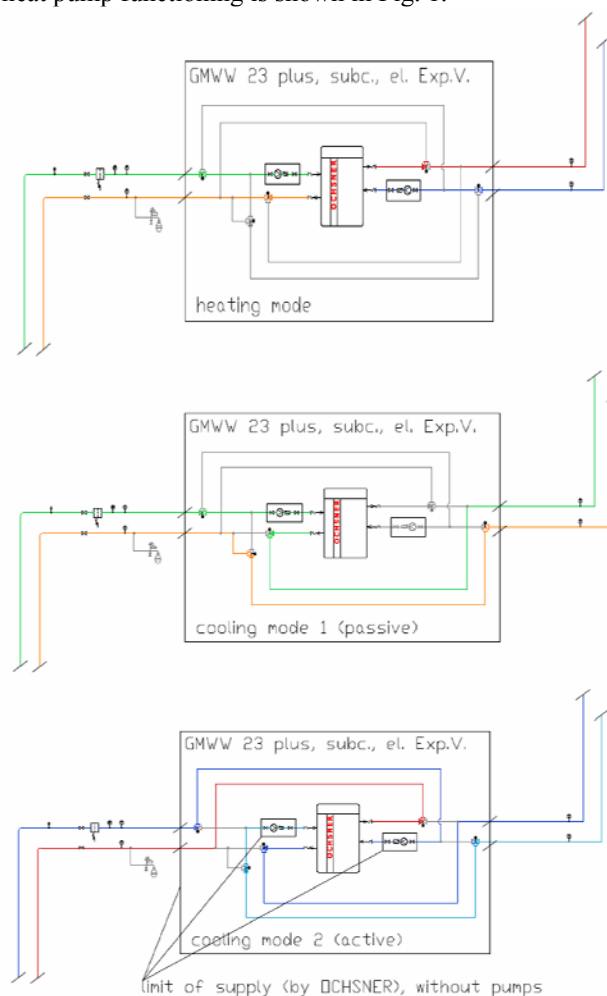 heat pump functioning is shown in Fig. 1.
GMWW 23 plus, subc., el. Exp.V.
OCHSNER
heating mode
GMWW 23 plus, subc., el. Exp.V.
OCHSNER
cooling mode 1 (passive)
GMWW 23 plus, subc., el. Exp.V.
OCHSNER
cooling mode 2 (active)
limit of supply (by OCHSNER), without pumps